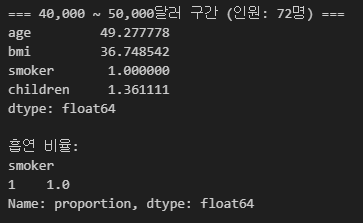 === 40,000 ~ 50,000달러 구간 (인원: 72명) ===
age 49.277778
bmi 36.748542
smoker 1.000000
children 1.361111
dtype: float64
흡연 비율:
smoker
1 1.0
Name: proportion, dtype: float64